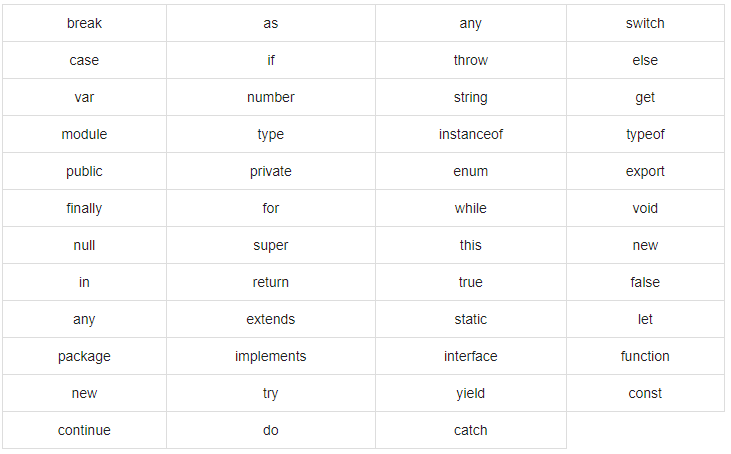 break as any switch
case if throw else
var number string get
module type instanceof typeof
public private enum export
finally for while void
null super this new
in return true false
any extends static let
package implements interface function
new try yield const
continue do catch